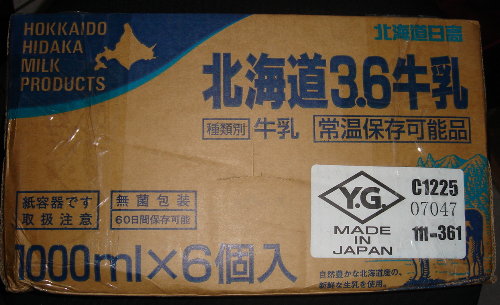 HOKKAIDO
HIDAKA
MILK
PRODUCTS
北海道日高
北海道3.6牛乳
種類別 牛乳 常温保存可能品
紙容器です
取扱注意
無菌包装
60日間保存可能
Y.G.
MADE
IN
JAPAN
C1225
07047
111-361
1000ml×6個入
自然豊かな北海道産の、
新鮮な生乳を使用。